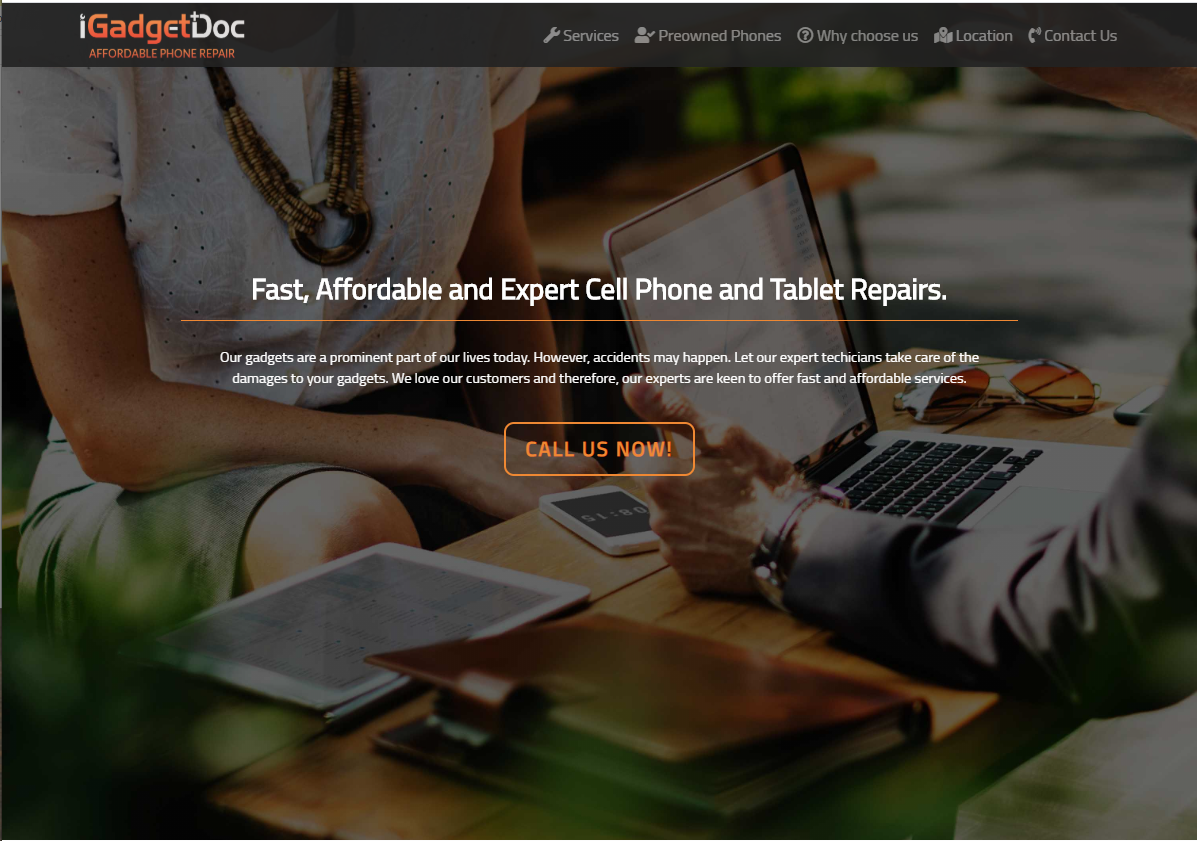 iGadgetDoc
AFFORDABLE PHONE REPAIR
Services Preowned Phones Why choose us Location Contact Us
Fast, Affordable and Expert Cell Phone and Tablet Repairs.
Our gadgets are a prominent part of our lives today. However, accidents may happen. Let our expert techicians take care of the
damages to your gadgets. We love our customers and therefore, our experts are keen to offer fast and affordable services.
CALL US NOW!
08:15